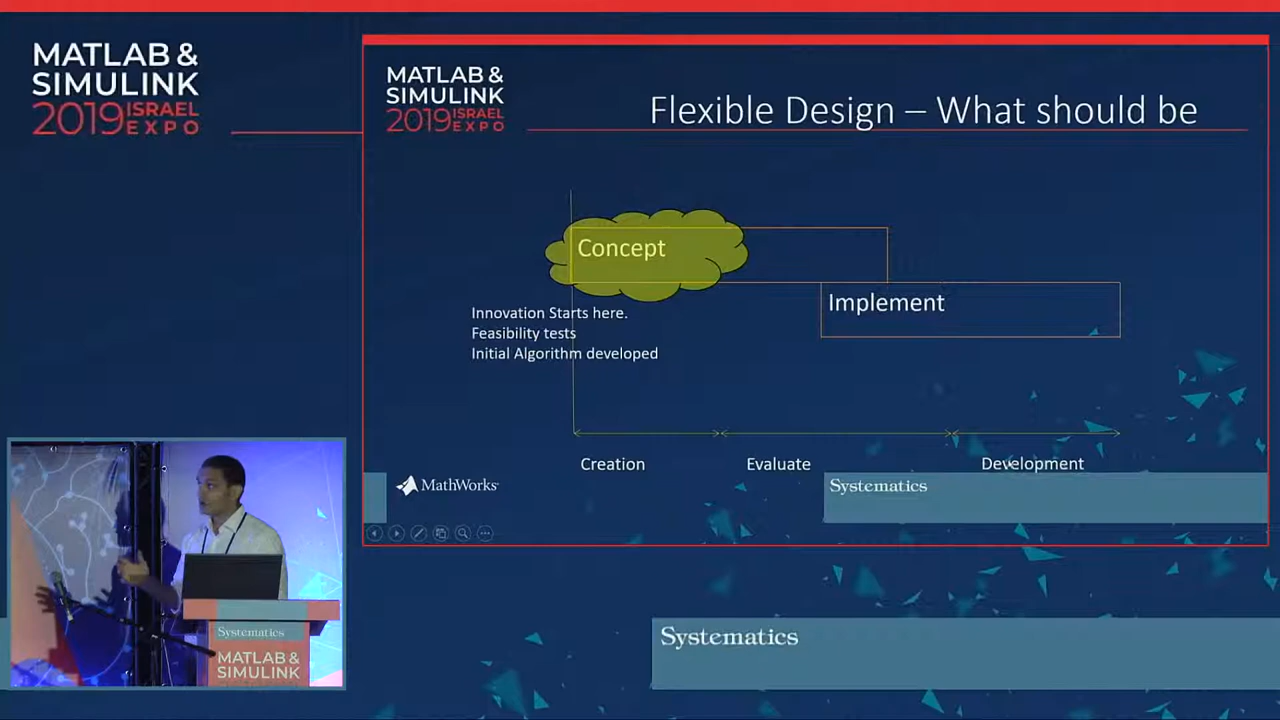 MATLAB &
SIMULINK
2019 ISRAEL EXPO
MATLAB &
SIMULINK
2019 ISRAEL EXPO
Flexible Design – What should be
Concept
Implement
Innovation Starts here.
Feasibility tests
Initial Algorithm developed
Creation
Evaluate
Development
MathWorks
Systematics
Systematics
MATLAB &
SIMULINK
Systematics